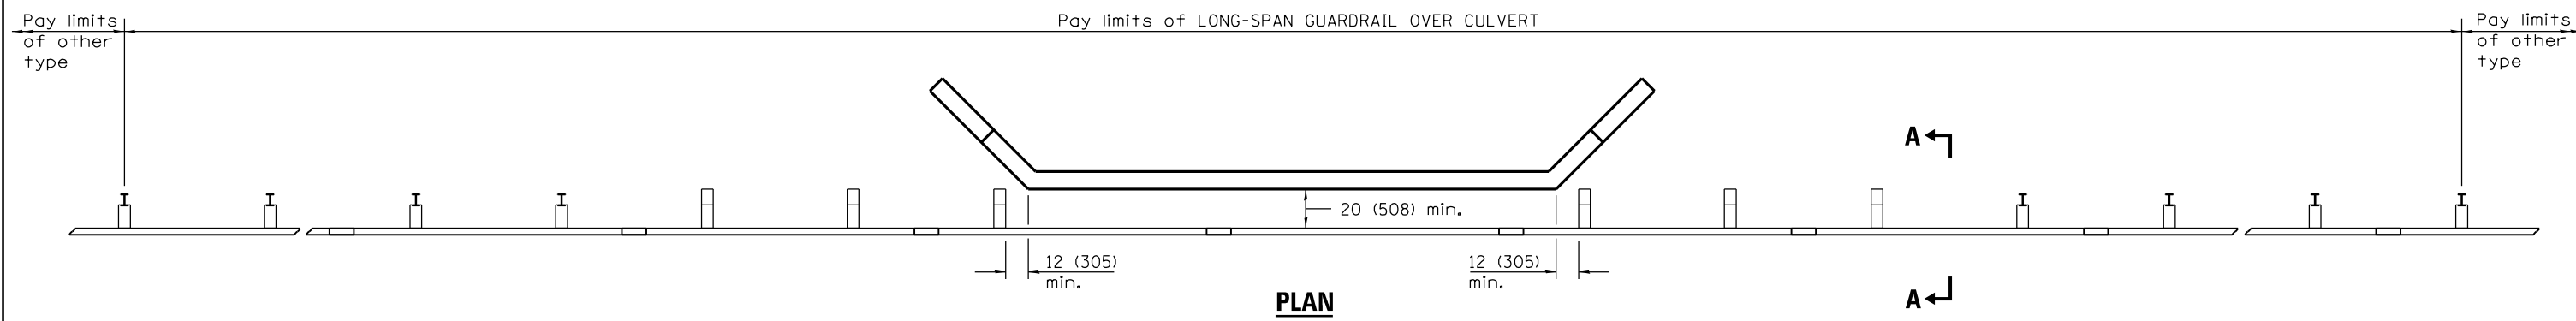 Pay limits
of other
type
Pay limits of LONG-SPAN GUARDRAIL OVER CULVERT
Pay limits
of other
type
A
20 (508) min.
12 (305)
min.
12 (305)
min.
A
PLAN